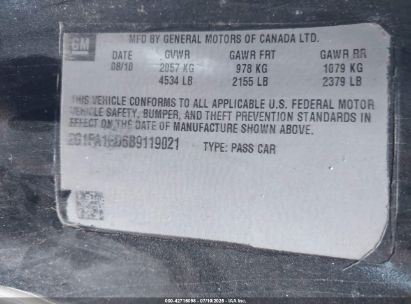 GM
MFD BY GENERAL MOTORS OF CANADA LTD.
DATE GVWR GAWR FRT GAWR RR
08/10 2057 KG 978 KG 1079 KG
4534 LB 2155 LB 2379 LB
THIS VEHICLE CONFORMS TO ALL APPLICABLE U.S. FEDERAL MOTOR
VEHICLE SAFETY, BUMPER, AND THEFT PREVENTION STANDARDS IN
EFFECT ON THE DATE OF MANUFACTURE SHOWN ABOVE.
TYPE: PASS CAR